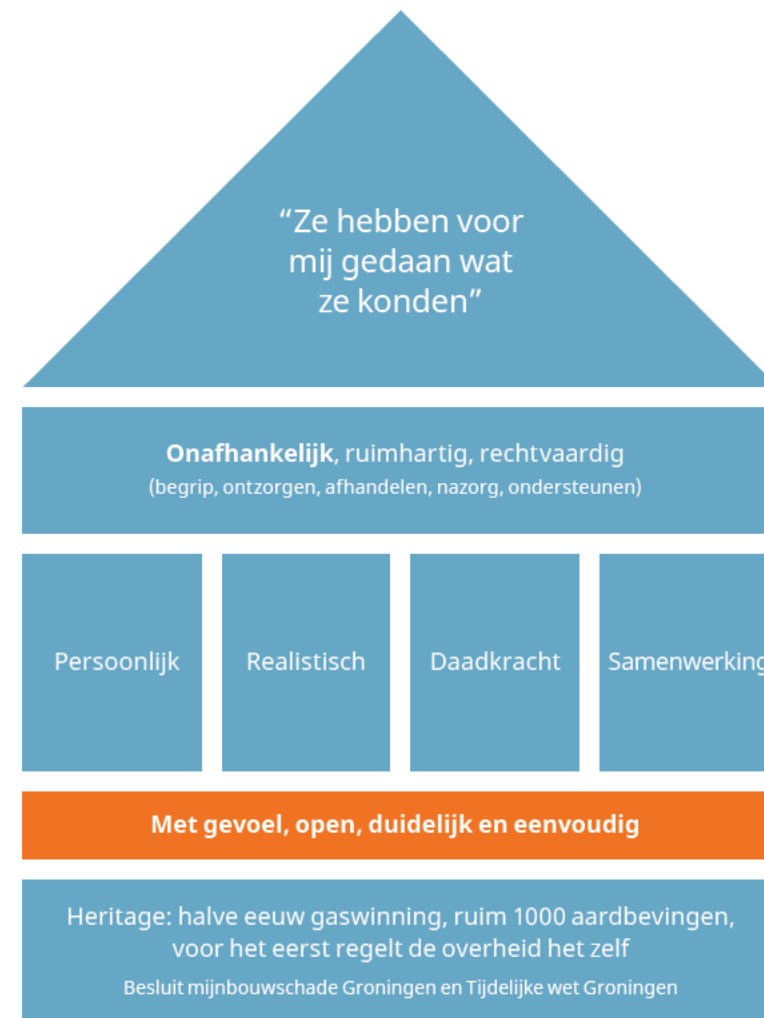 “Ze hebben voor
mij gedaan wat
ze konden”
Onafhankelijk, ruimhartig, rechtvaardig
(begrip, ontzorgen, afhandelen, nazorg, ondersteunen)
Persoonlijk
Realistisch
Daadkracht
Samenwerking
Met gevoel, open, duidelijk en eenvoudig
Heritage: halve eeuw gaswinning, ruim 1000 aardbevingen,
voor het eerst regelt de overheid het zelf
Besluit mijnbouwschade Groningen en Tijdelijke wet Groningen